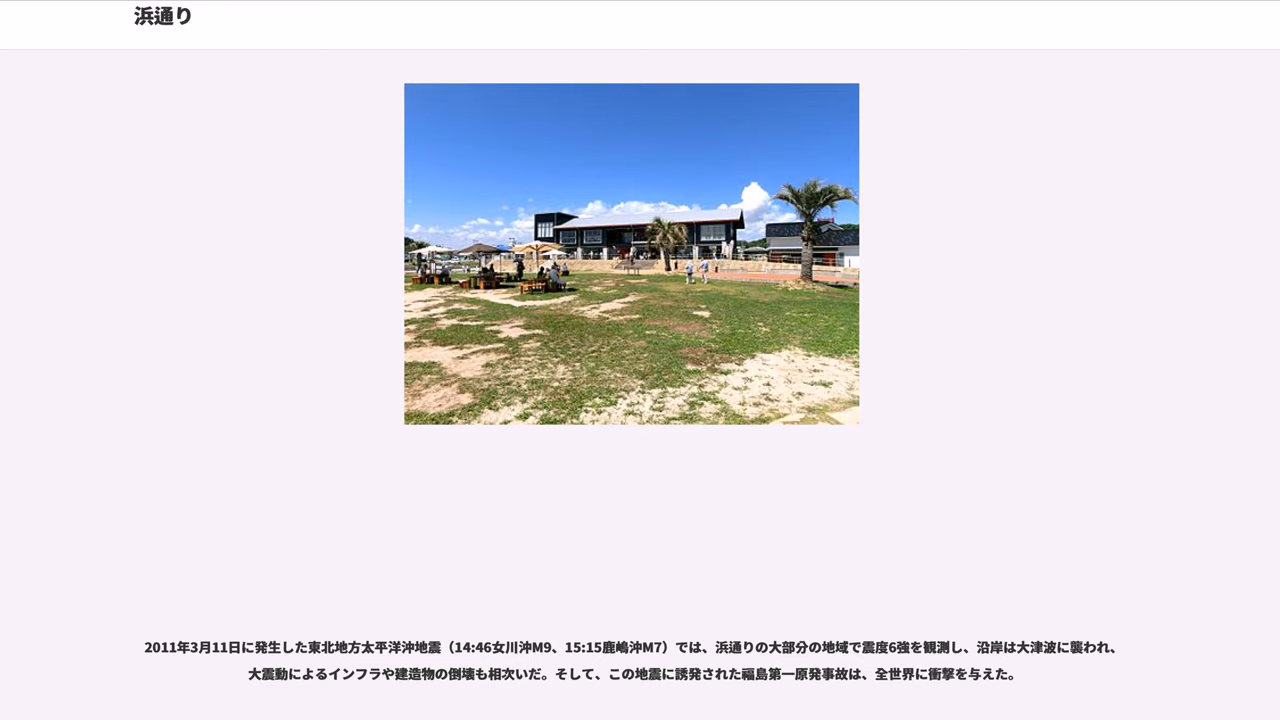 浜通り
2011年3月11日に発生した東北地方太平洋沖地震（14:46女川沖M9、15:15鹿嶋沖M7）では、浜通りの大部分の地域で震度6強を観測し、沿岸は大津波に襲われ、
大震動によるインフラや建造物の倒壊も相次いだ。そして、この地震に誘発された福島第一原発事故は、全世界に衝撃を与えた。